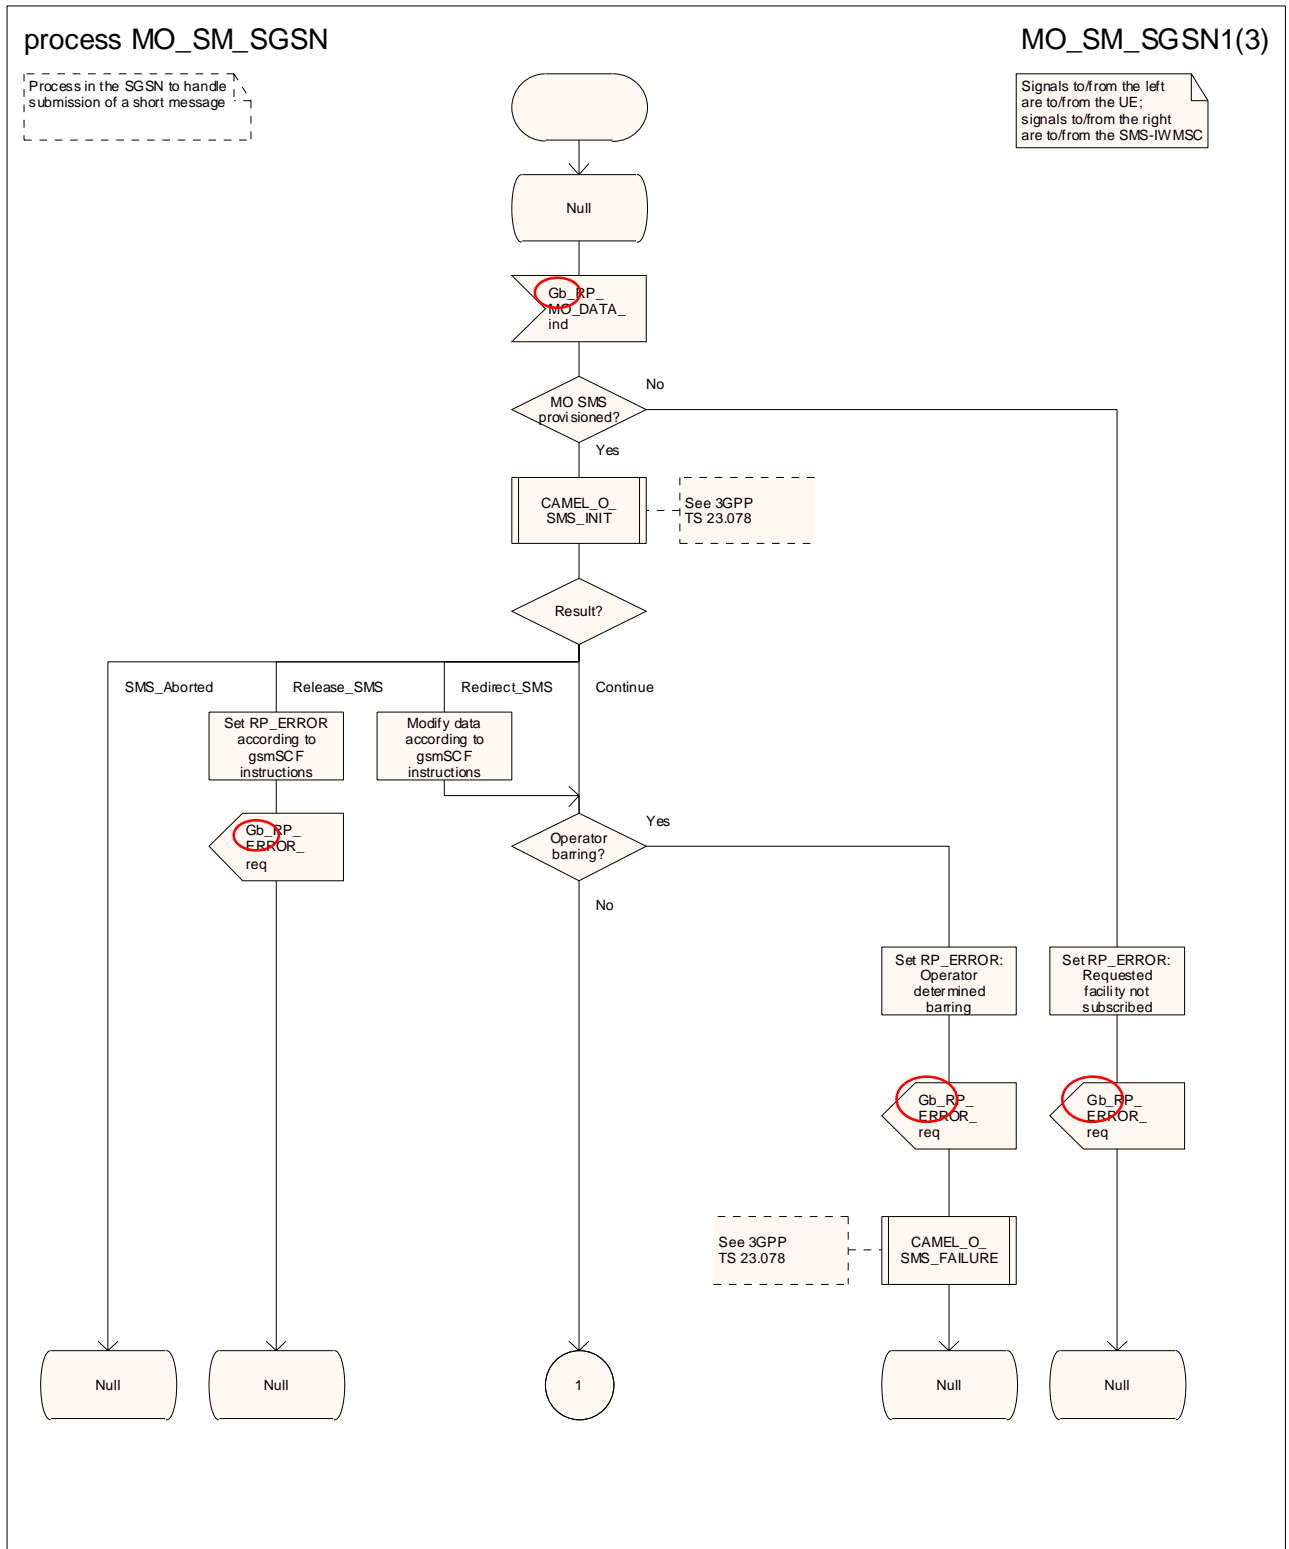 process MO_SM_SGSN
MO_SM_SGSN1(3)
Process in the SGSN to handle
submission of a short message
Signals to/from the left
are to/from the UE;
signals to/from the right
are to/from the SMS-IWMSC
Null
Gb_RP_
MO_DATA_
ind
No
MO SMS
provisioned?
Yes
CAMEL_O_
SMS_INIT
See 3GPP
TS 23.078
Result?
SMS_Aborted
Release_SMS
Redirect_SMS
Continue
Set RP_ERROR
according to
gsmSCF
instructions
Modify data
according to
gsmSCF
instructions
Gb_RP_
ERROR_
req
Yes
Operator
barring?
No
Set RP_ERROR:
Operator
determined
barring
Set RP_ERROR:
Requested
facility not
subscribed
Gb_RP_
ERROR_
req
Gb_RP_
ERROR_
req
See 3GPP
TS 23.078
CAMEL_O_
SMS_FAILURE
Null
Null
1
Null
Null